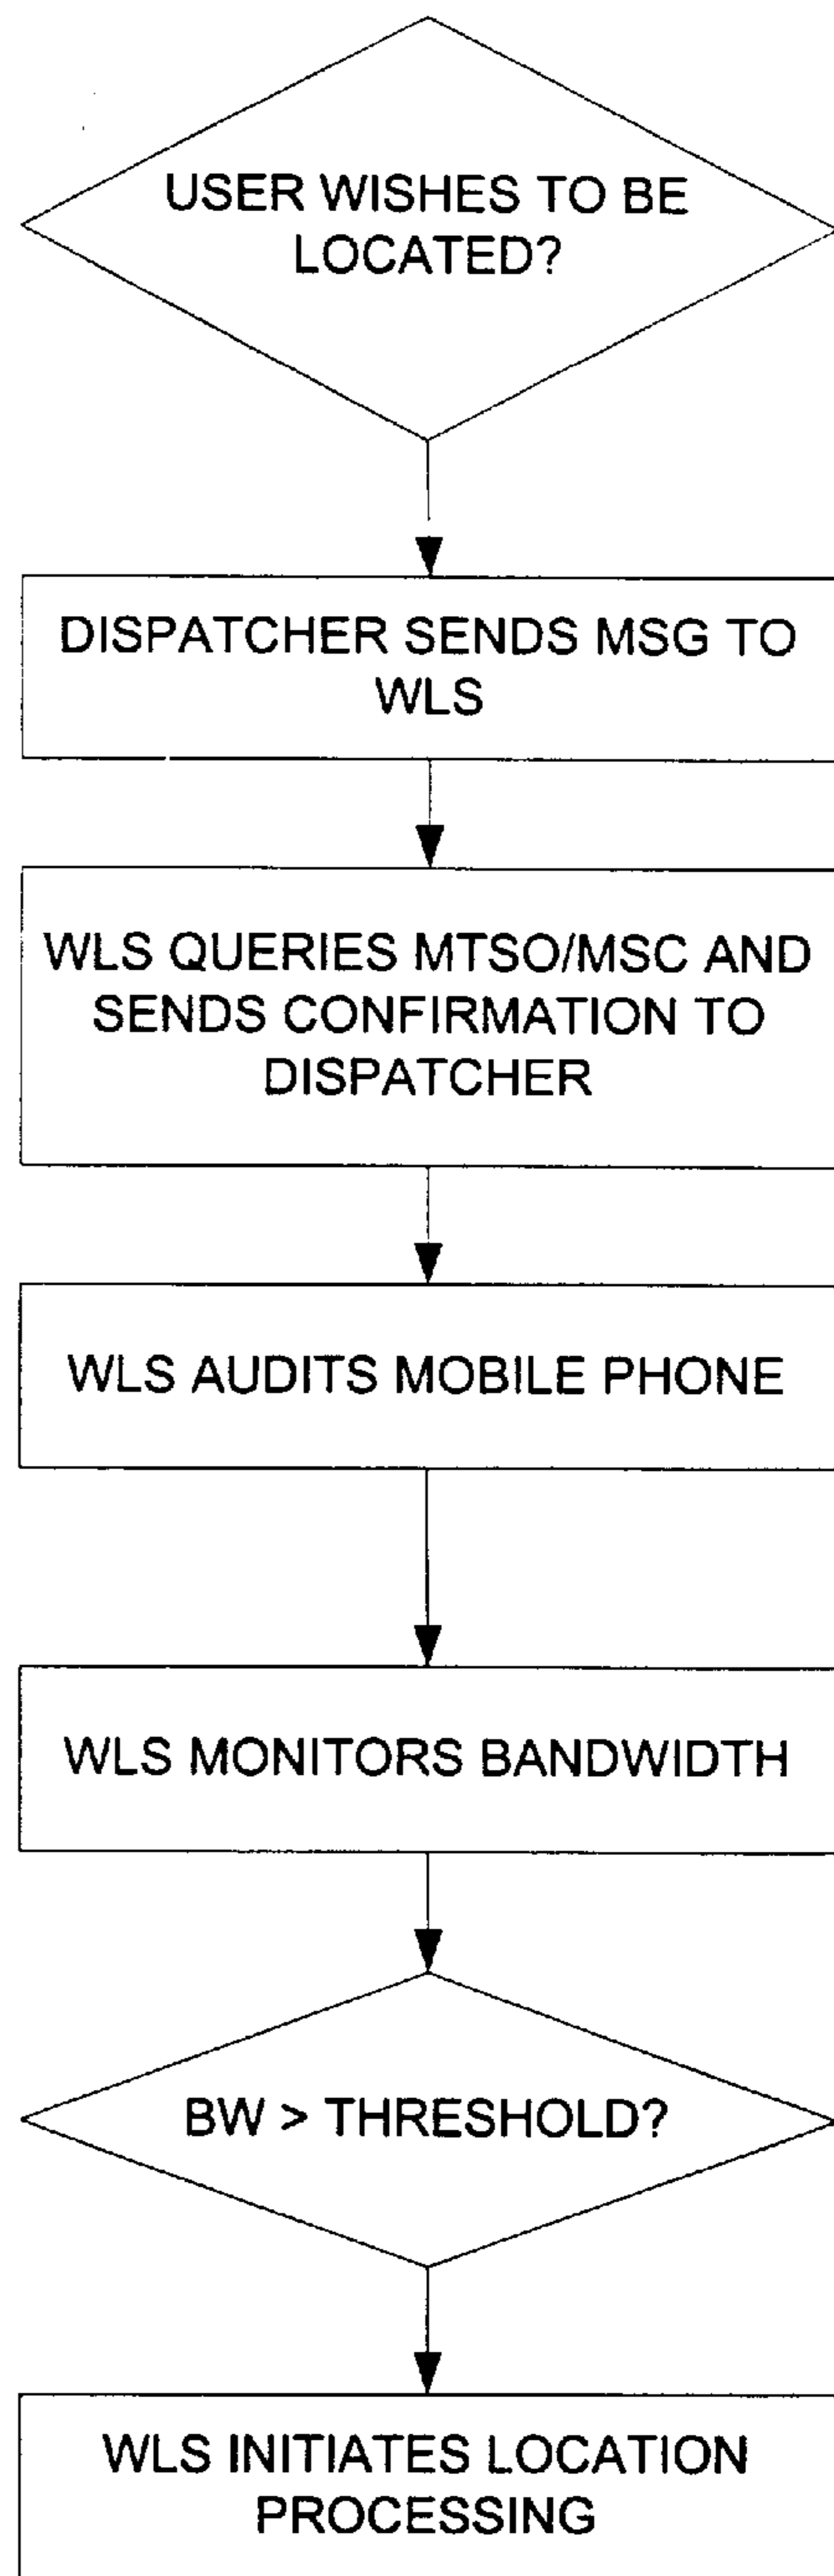 USER WISHES TO BE
LOCATED?
DISPATCHER SENDS MSG TO
WLS
WLS QUERIES MTSO/MSC AND
SENDS CONFIRMATION TO
DISPATCHER
WLS AUDITS MOBILE PHONE
WLS MONITORS BANDWIDTH
BW > THRESHOLD?
WLS INITIATES LOCATION
PROCESSING